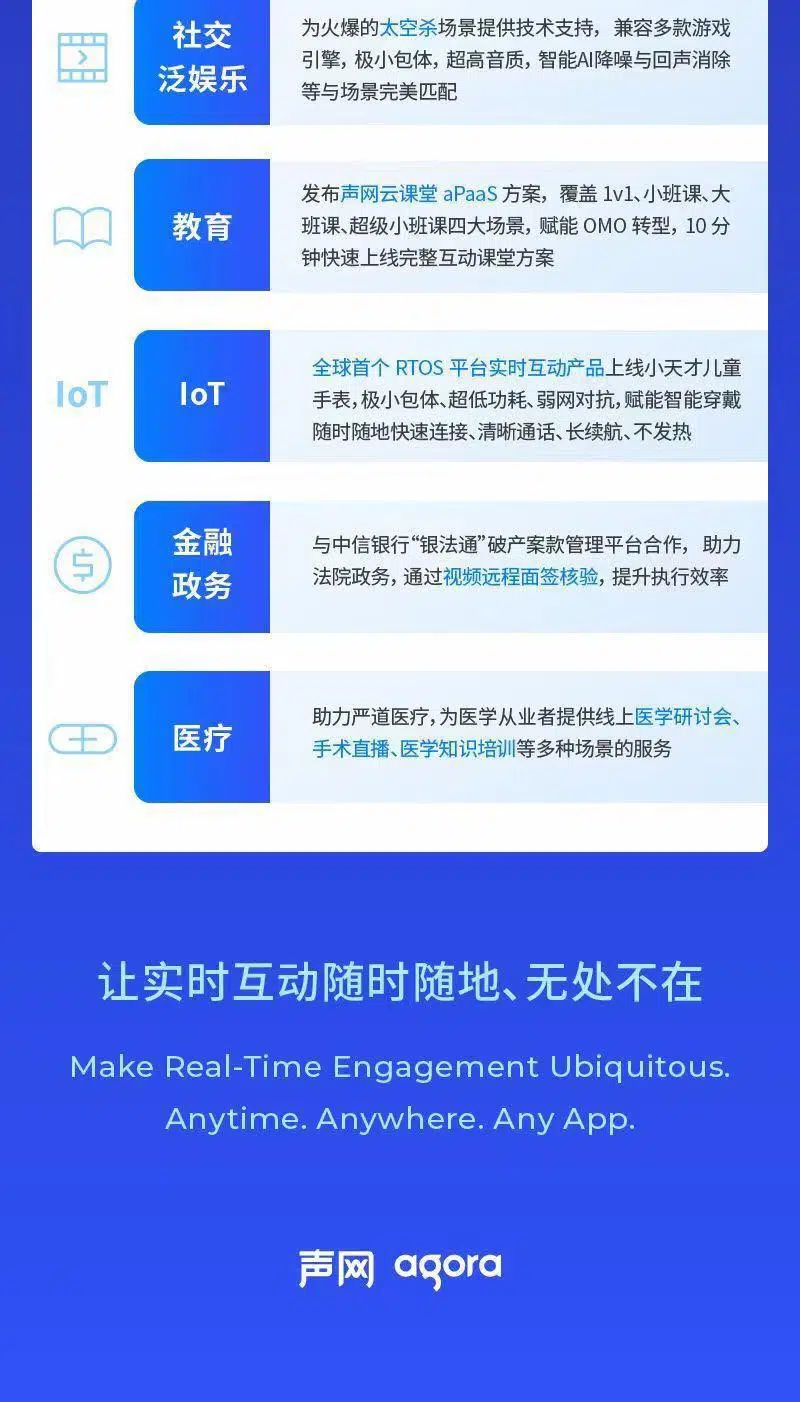 社交
泛娱乐
为火爆的太空杀场景提供技术支持，兼容多款游戏
引擎，极小包体，超高音质，智能AI降噪与回声消除
等与场景完美匹配
教育
发布声网云课堂 aPaaS 方案，覆盖 1v1、小班课、大
班课、超级小班课四大场景，赋能 OMO 转型，10 分
钟快速上线完整互动课堂方案
IoT
IoT
全球首个 RTOS 平台实时互动产品上线小天才儿童
手表，极小包体、超低功耗、弱网对抗，赋能智能穿戴
随时随地快速连接、清晰通话、长续航、不发热
金融
政务
与中信银行“银法通”破产案款管理平台合作，助力
法院政务，通过视频远程面签核验，提升执行效率
医疗
助力严道医疗，为医学从业者提供线上医学研讨会、
手术直播、医学知识培训等多种场景的服务
让实时互动随时随地、无处不在
Make Real-Time Engagement Ubiquitous.
Anytime. Anywhere. Any App.
声网 agora